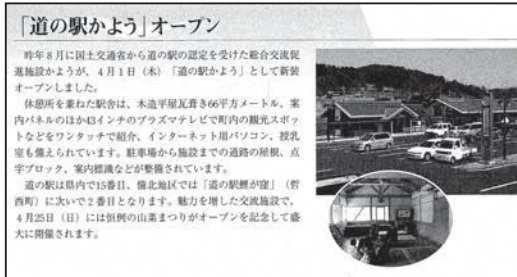 「道の駅かよう」オープン
昨年8月に国土交通省から道の駅の認定を受けた総合交流促
進施設かようが、4月1日（木）「道の駅かよう」として新装
オープンしました。
休憩所を兼ねた駅舎は、木造平屋瓦葺き66平方メートル、案
内パネルのほか43インチのプラズマテレビで町内の観光スポッ
トなどをワンタッチで紹介、インターネット用パソコン、授乳
室も備えられています。駐車場から施設までの通路の屋根、点
字ブロック、案内標識などが整備されています。
道の駅は県内で15番目、備北地区では「道の駅鯉が窪」（哲
西町）に次いで2番目となります。魅力を増した交流施設で、
4月25日（日）には恒例の山菜まつりがオープンを記念して盛
大に開催されます。